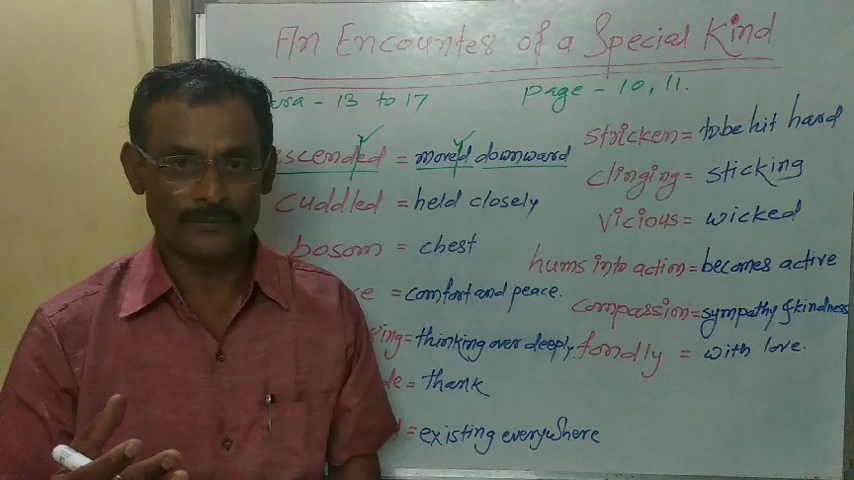 An Encounter of a Special Kind
13 to 17
page - 10, 11.
= moved downward
cuddled = held closely
bosom = chest
= comfort and peace.
= thinking over deeply.
= thank
= existing everywhere
stricken = to be hit hard
clinging = sticking
vicious = wicked
hums into action = becomes active
compassion = sympathy & kindness
fondly = with love.